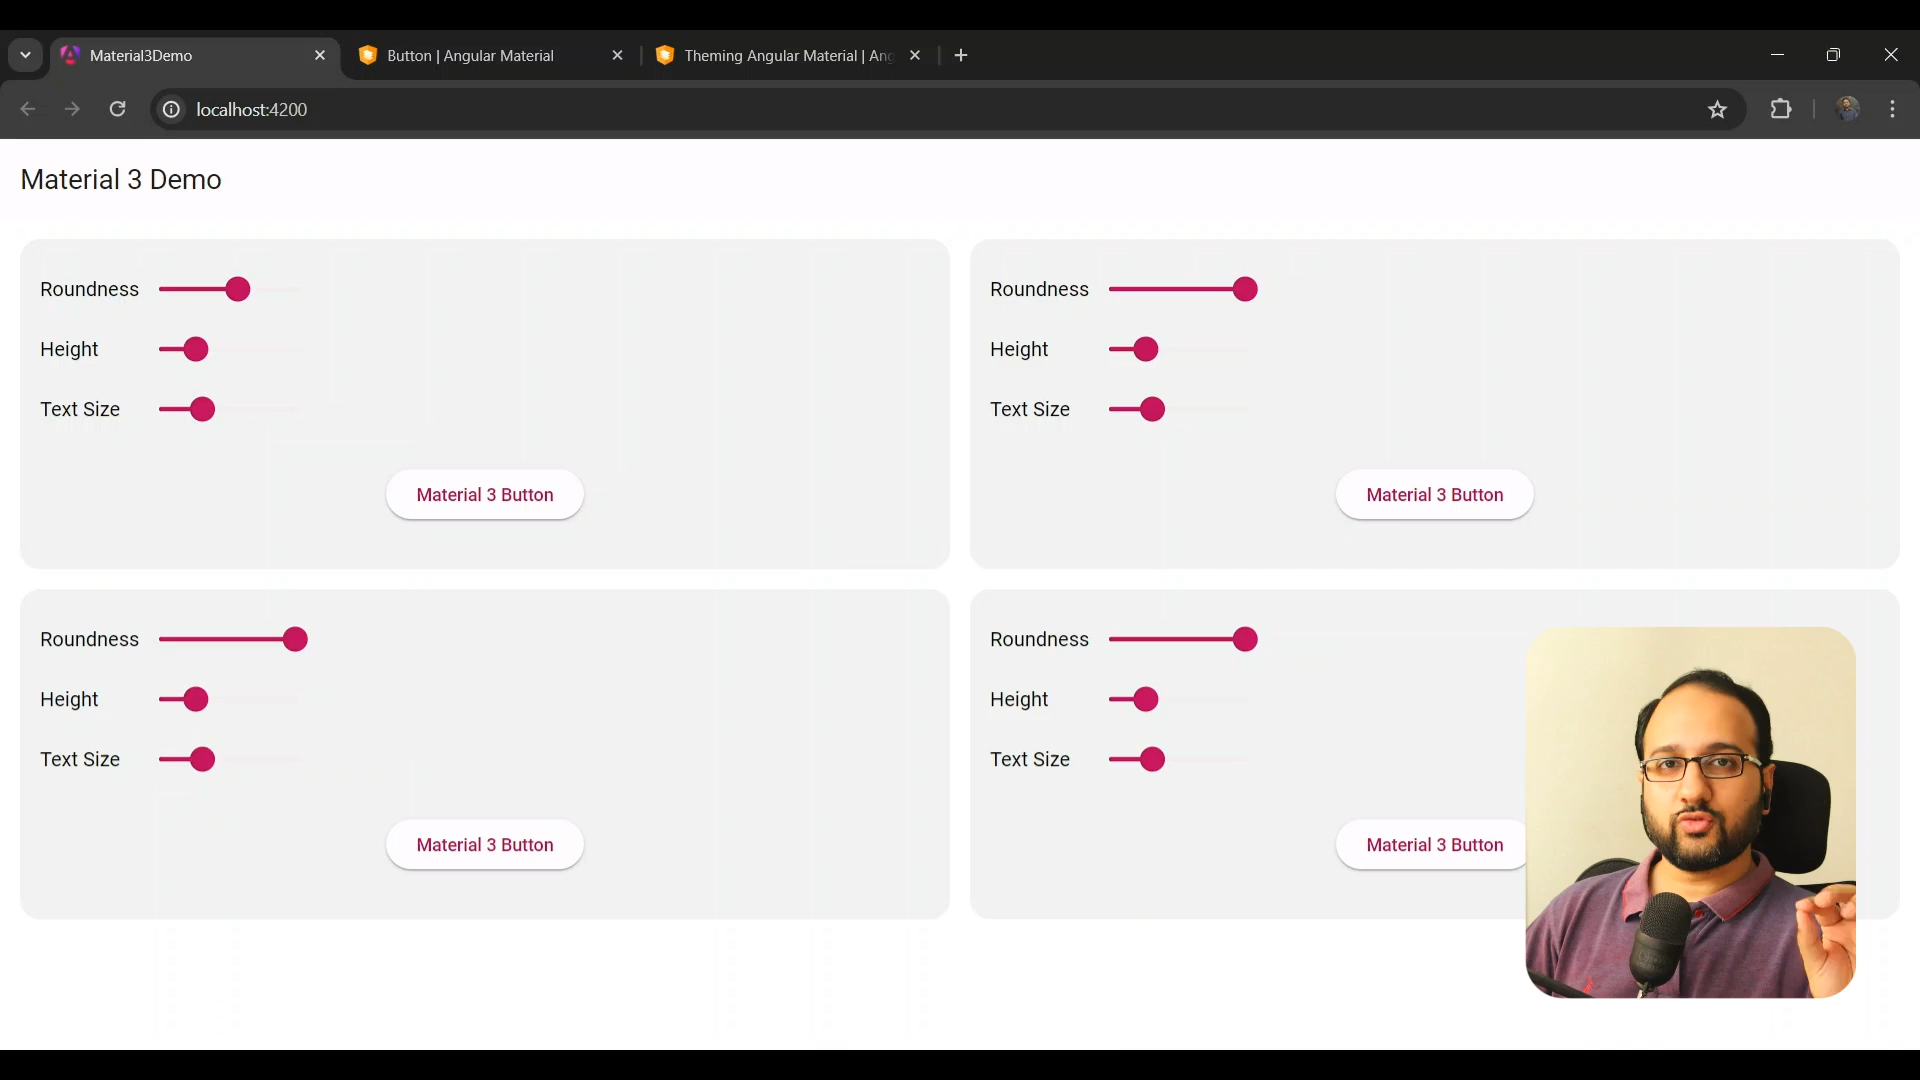 Material3Demo
Button | Angular Material
Theming Angular Material | Ang
localhost:4200
Material 3 Demo
Roundness
Height
Text Size
Material 3 Button
Roundness
Height
Text Size
Material 3 Button
Roundness
Height
Text Size
Material 3 Button
Roundness
Height
Text Size
Material 3 Button